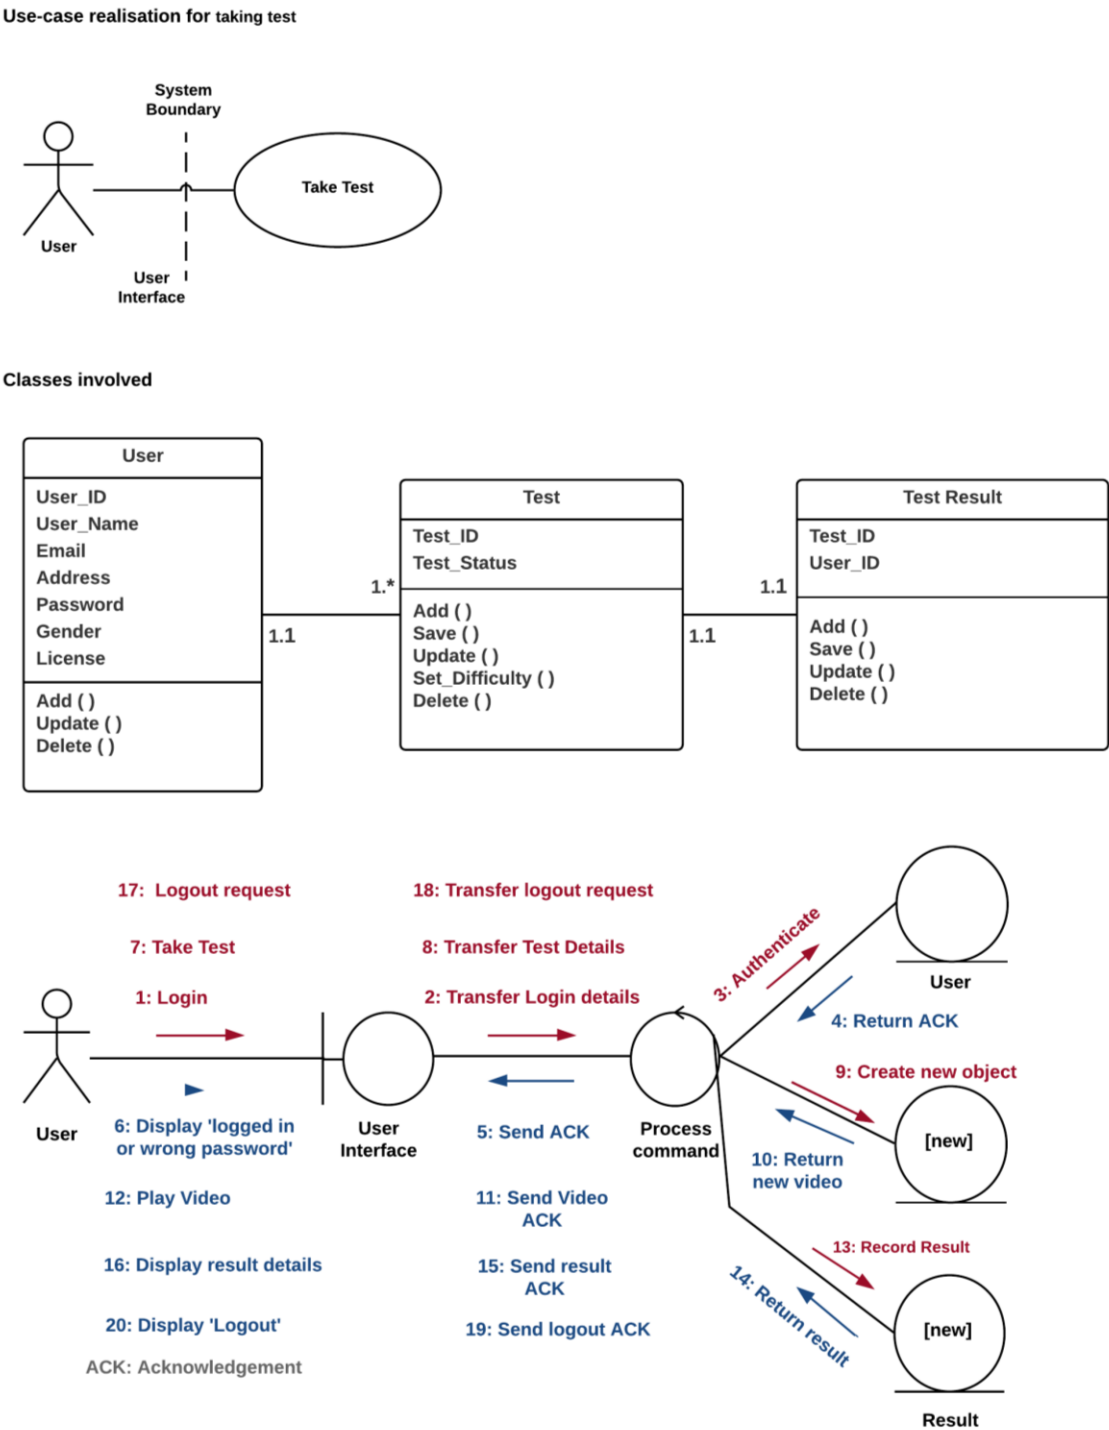 Use-case realisation for taking test
System
Boundary
Take Test
User
User
Interface
Classes involved
User
User_ID
User_Name
Email
Address
Password
Gender
License
Add ( )
Update ( )
Delete ( )
1.1
1.*
Test
Test_ID
Test_Status
Add ( )
Save ( )
Update ( )
Set_Difficulty ( )
Delete ( )
1.1
1.1
Test Result
Test_ID
User_ID
Add ( )
Save ( )
Update ( )
Delete ( )
17: Logout request
18: Transfer logout request
7: Take Test
8: Transfer Test Details
1: Login
2: Transfer Login details
3: Authenticate
User
4: Return ACK
9: Create new object
User
6: Display 'logged in
or wrong password'
User
Interface
5: Send ACK
Process
command
[new]
10: Return
new video
12: Play Video
11: Send Video
ACK
13: Record Result
16: Display result details
15: Send result
ACK
14: Return result
[new]
20: Display 'Logout'
19: Send logout ACK
ACK: Acknowledgement
Result